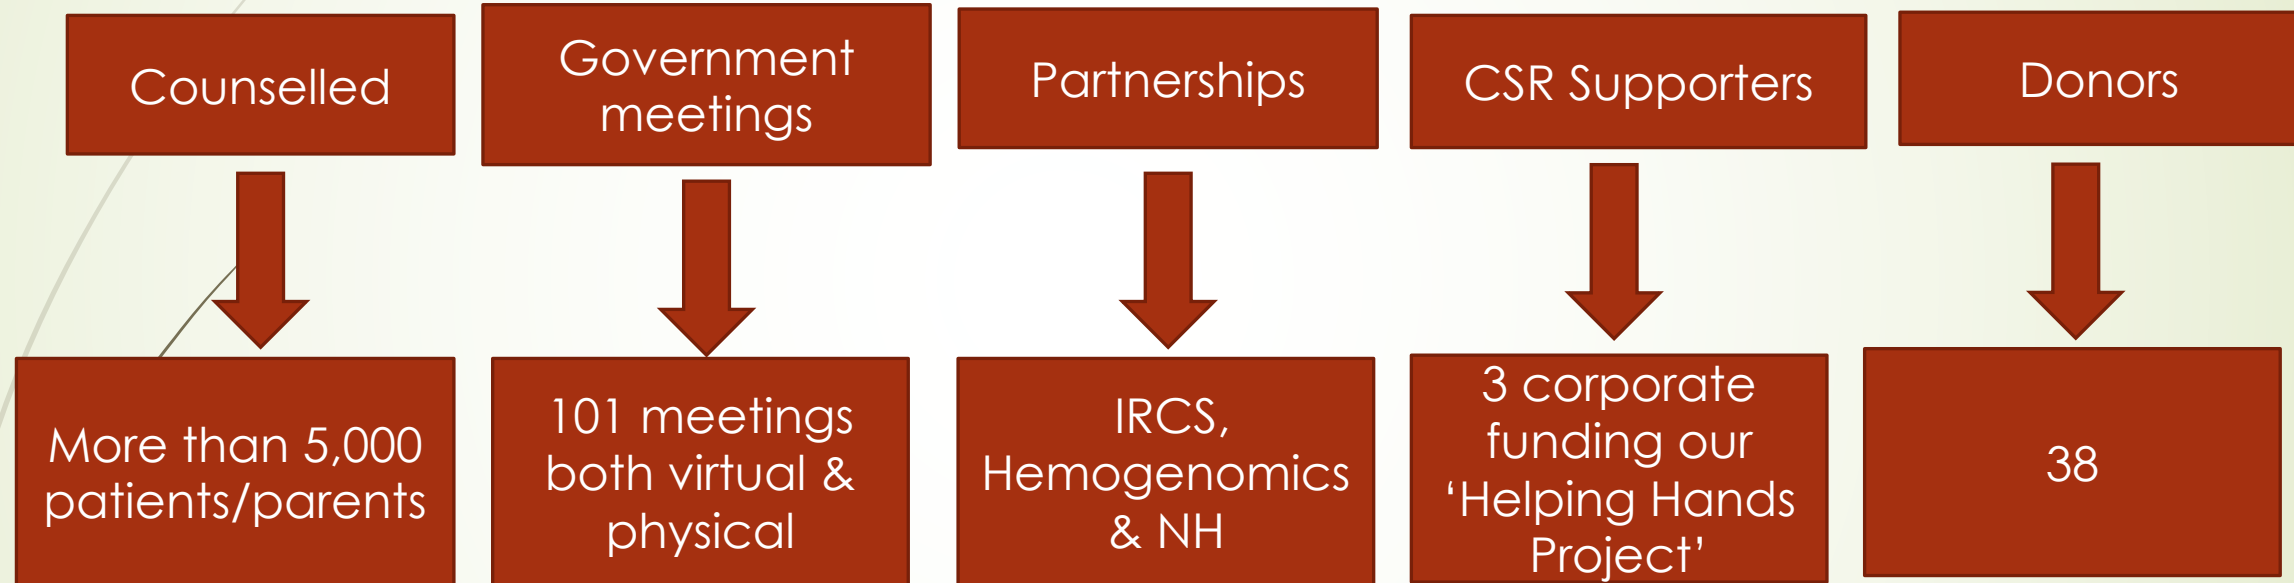 Counselled
Government
meetings
Partnerships
CSR Supporters
Donors
More than 5,000
patients/parents
101 meetings
both virtual &
physical
IRCS,
Hemogenomics
& NH
3 corporate
funding our
‘Helping Hands
Project’
38